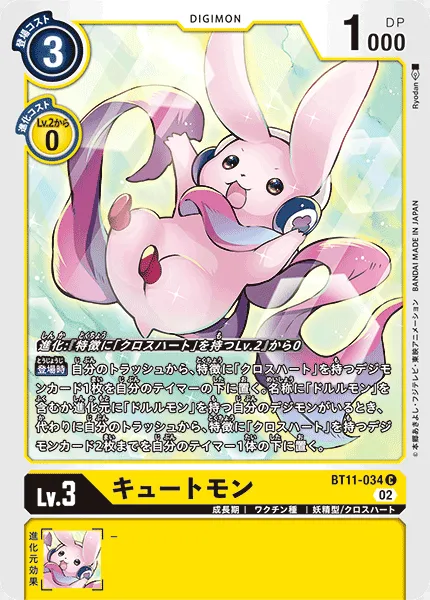 登場コスト
3
DIGIMON
1000
DP
進化コスト
Lv.2から
0
Ryodan
BANDAI MADE IN JAPAN
© 本郷あきよし・フジテレビ・東映アニメーション
進化:「特徴に「クロスハート」を持つLv.2」から0
登場時 自分のトラッシュから、特徴に「クロスハート」を持つデジモ
ンカード1枚を自分のテイマーの下に置く。名称に「ドルルモン」を
含むか進化元に「ドルルモン」を持つ自分のデジモンがいるとき、
代わりに自分のトラッシュから、特徴に「クロスハート」を持つデジ
モンカード2枚までを自分のテイマー1体の下に置く。
BT11-034 C
Lv.3
キュートモン
02
成長期 | ワクチン種 | 妖精型/クロスハート
進化元効果
–